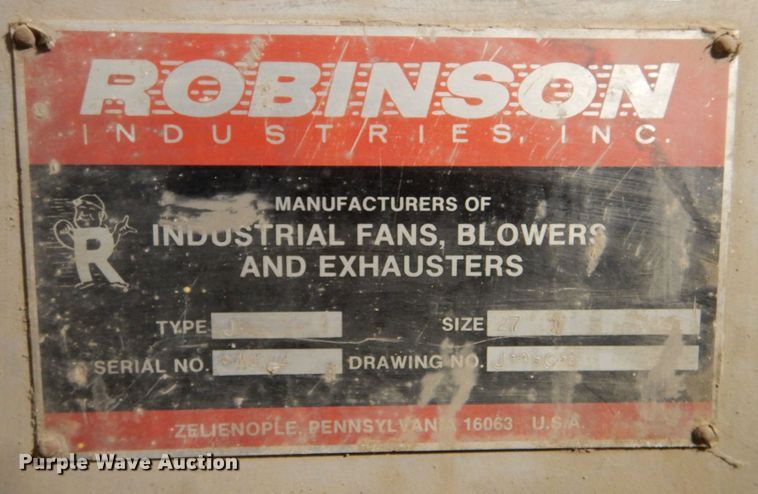 ROBINSON
INDUSTRIES, INC.
MANUFACTURERS OF
R
INDUSTRIAL FANS, BLOWERS
AND EXHAUSTERS
TYPE SIZE 27
SERIAL NO. DRAWING NO.
ZELIENOPLE, PENNSYLVANIA 16063 U.S.A.
Purple Wave Auction